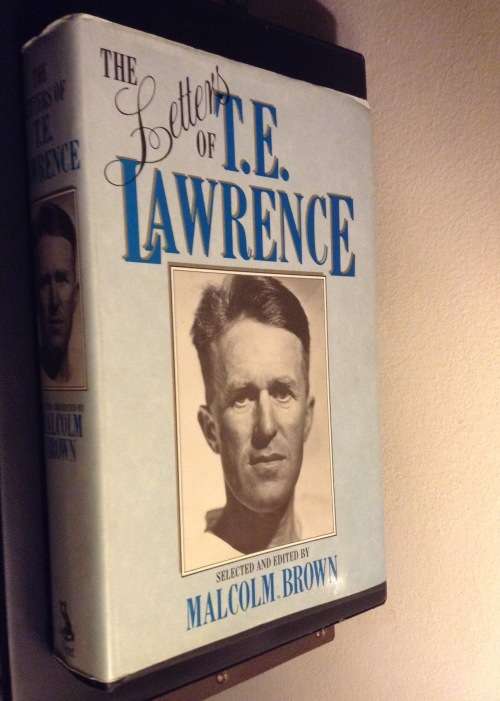 THE
Letters
OF T.E.
LAWRENCE
SELECTED AND EDITED BY
MALCOLM BROWN
THE
LETTERS OF
T.E.
LAWRENCE
MALCOLM
BROWN